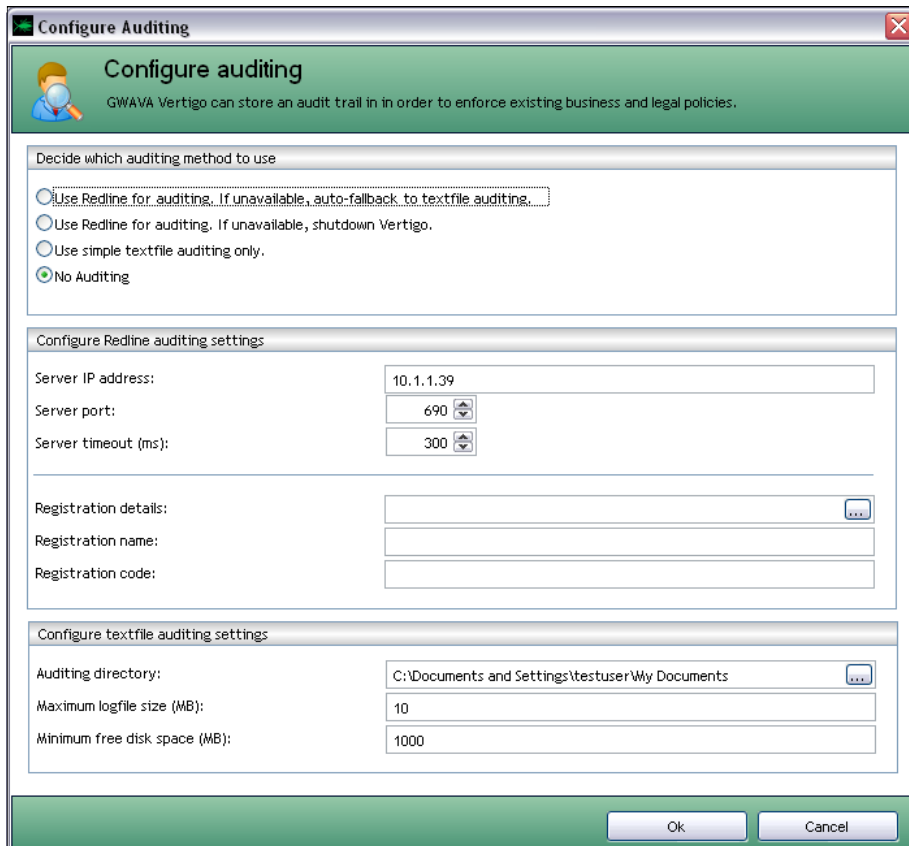 Configure Auditing
Configure auditing
GWAVA Vertigo can store an audit trail in in order to enforce existing business and legal policies.
Decide which auditing method to use
Use Redline for auditing. If unavailable, auto-fallback to textfile auditing.
Use Redline for auditing. If unavailable, shutdown Vertigo.
Use simple textfile auditing only.
No Auditing
Configure Redline auditing settings
Server IP address: 10.1.1.39
Server port: 690
Server timeout (ms): 300
Registration details: ...
Registration name:
Registration code:
Configure textfile auditing settings
Auditing directory: C:\Documents and Settings\testuser\My Documents ...
Maximum logfile size (MB): 10
Minimum free disk space (MB): 1000
Ok Cancel